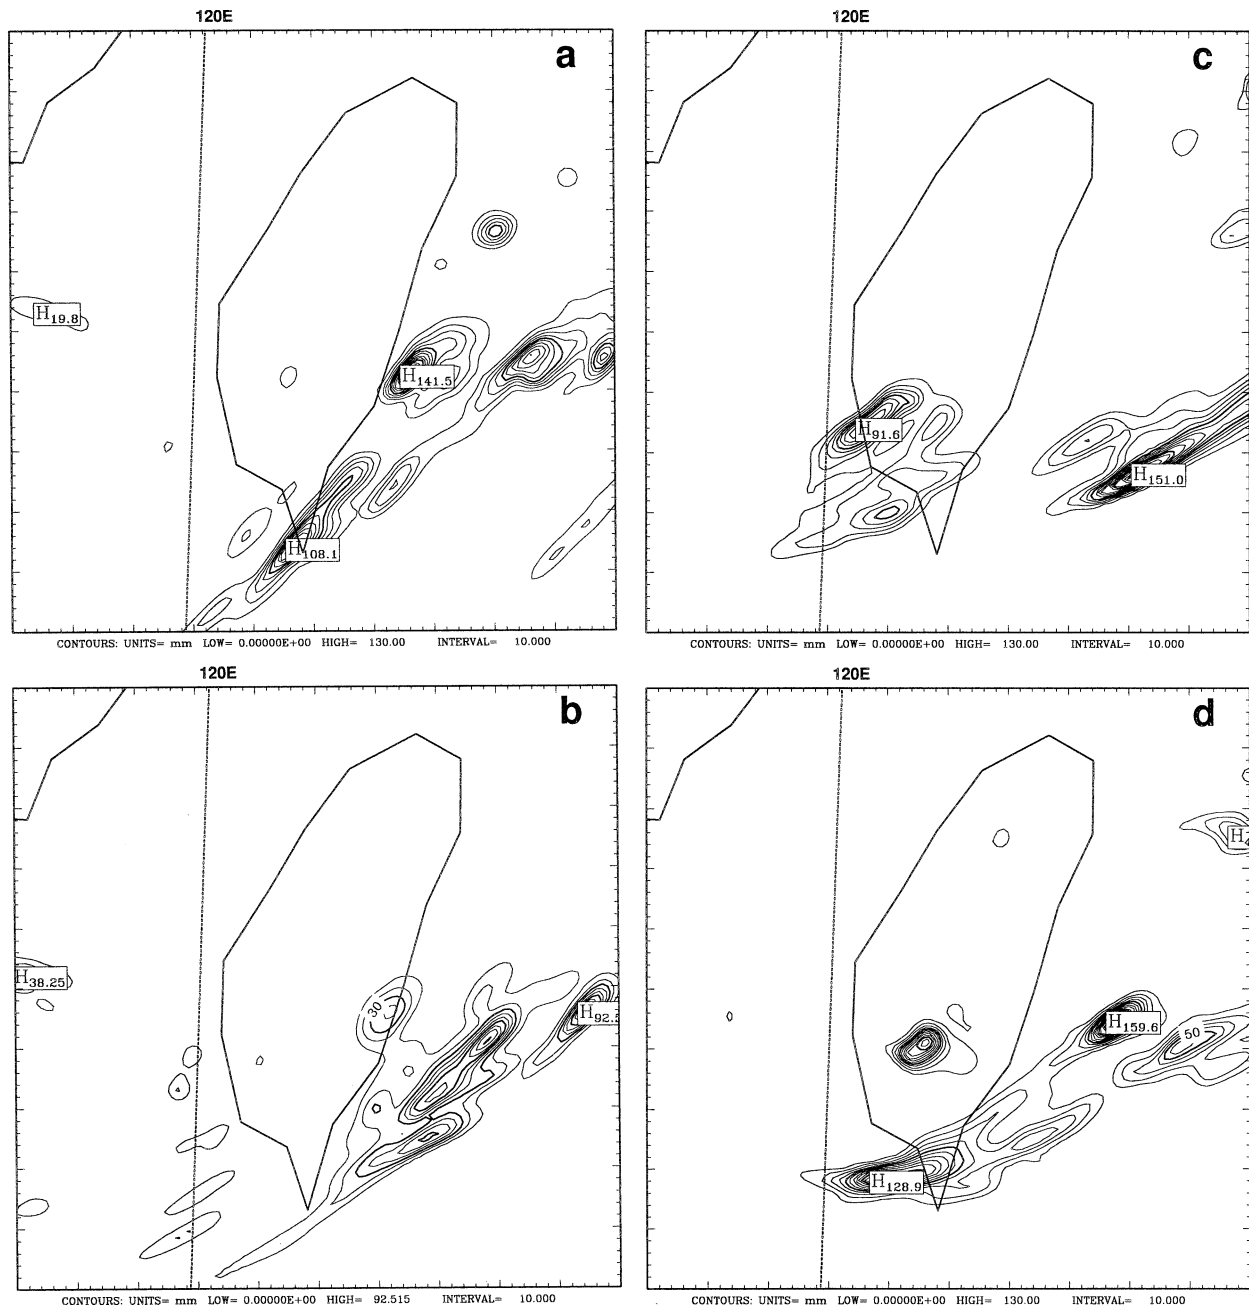 120E
120E
a
c
H19.8
H141.5
H108.1
H91.6
H151.0
CONTOURS: UNITS= mm LOW= 0.00000E+00 HIGH= 130.00 INTERVAL= 10.000
CONTOURS: UNITS= mm LOW= 0.00000E+00 HIGH= 130.00 INTERVAL= 10.000
120E
120E
b
d
H38.25
30
H92.
H
H159.6
50
H128.9
CONTOURS: UNITS= mm LOW= 0.00000E+00 HIGH= 92.515 INTERVAL= 10.000
CONTOURS: UNITS= mm LOW= 0.00000E+00 HIGH= 130.00 INTERVAL= 10.000